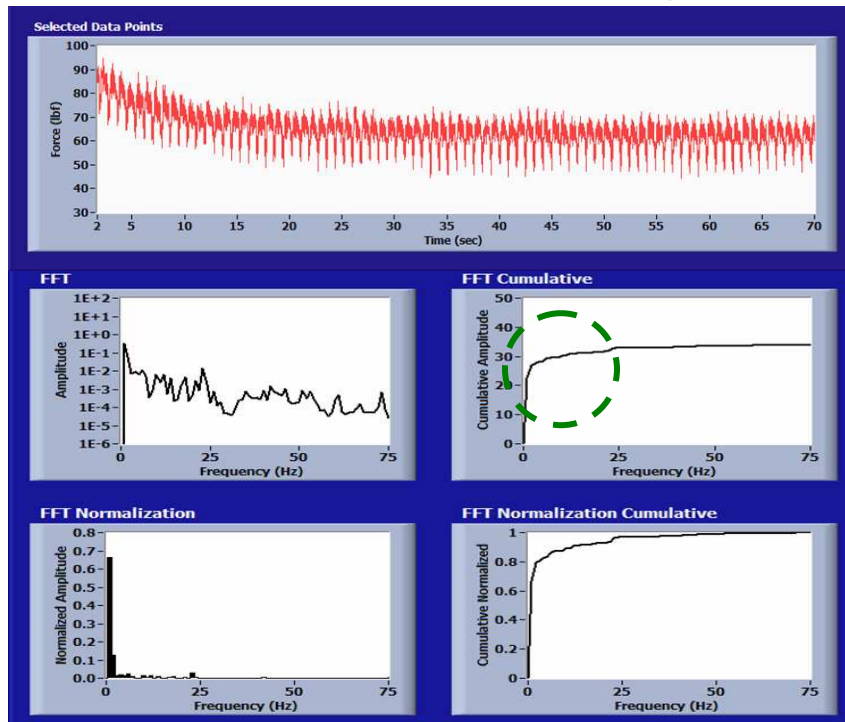 Selected Data Points
100
90
80
70
60
50
40
30
Force (lbf)
2 5 10 15 20 25 30 35 40 45 50 55 60 65 70
Time (sec)
FFT
1E+2
1E+1
1E+0
1E-1
1E-2
1E-3
1E-4
1E-5
1E-6
Amplitude
0 25 50 75
Frequency (Hz)
FFT Cumulative
50
40
30
20
10
0
Cumulative Amplitude
0 25 50 75
Frequency (Hz)
FFT Normalization
0.8
0.7
0.6
0.5
0.4
0.3
0.2
0.1
0.0
Normalized Amplitude
0 25 50 75
Frequency (Hz)
FFT Normalization Cumulative
1
0.8
0.6
0.4
0.2
0
Cumulative Normalized
0 25 50 75
Frequency (Hz)